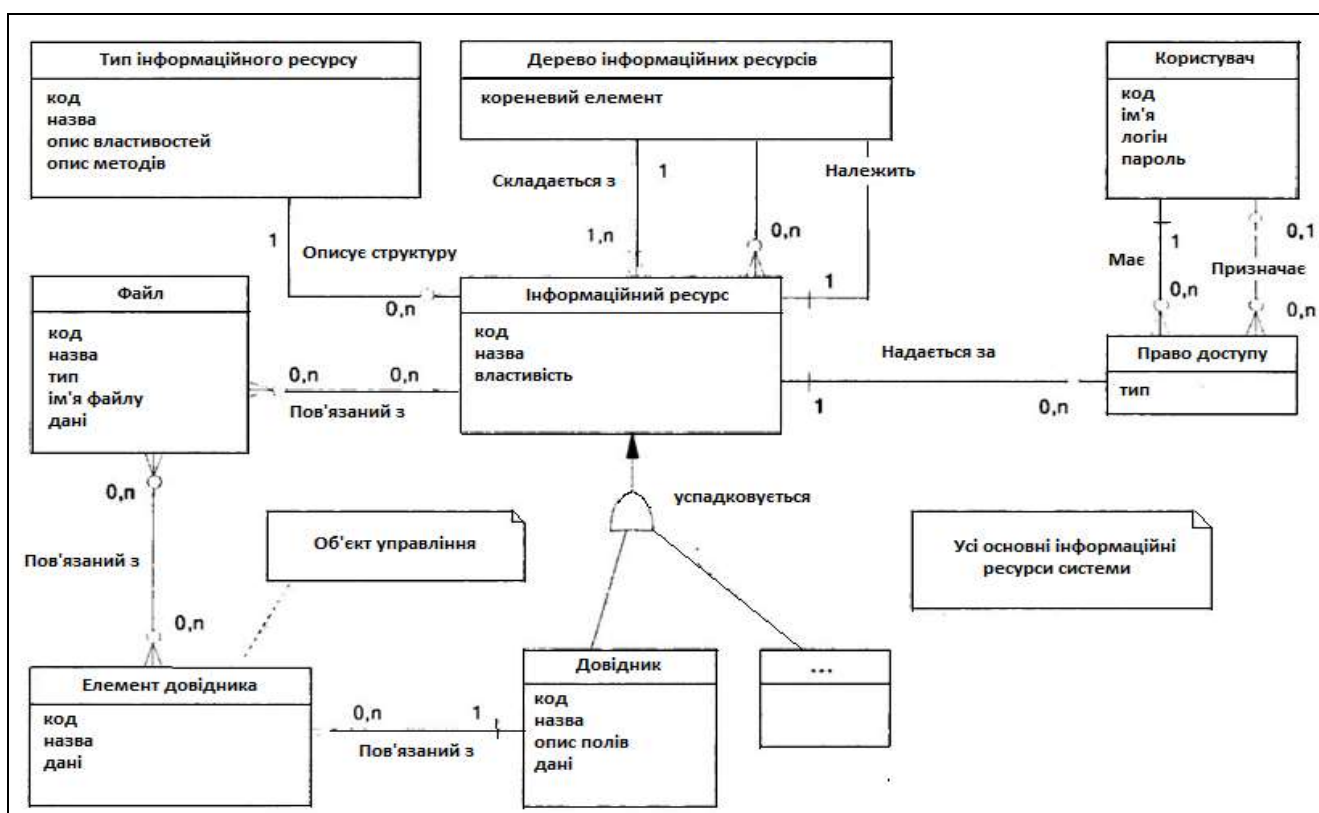 Тип інформаційного ресурсу
код
назва
опис властивостей
опис методів
Дерево інформаційних ресурсів
кореневий елемент
Користувач
код
ім'я
логін
пароль
1
Описує структуру
0,n
Складається з
1
1,n
0,n
Належить
1
Має
1
0,n
0,1
Призначає
0,n
Файл
код
назва
тип
ім'я файлу
дані
0,n
0,n
Пов'язаний з
Інформаційний ресурс
код
назва
властивість
Надається за
1
0,n
Право доступу
тип
0,n
Пов'язаний з
0,n
Об'єкт управління
успадковується
Усі основні інформаційні
ресурси системи
Елемент довідника
код
назва
дані
0,n
1
Пов'язаний з
Довідник
код
назва
опис полів
дані
...